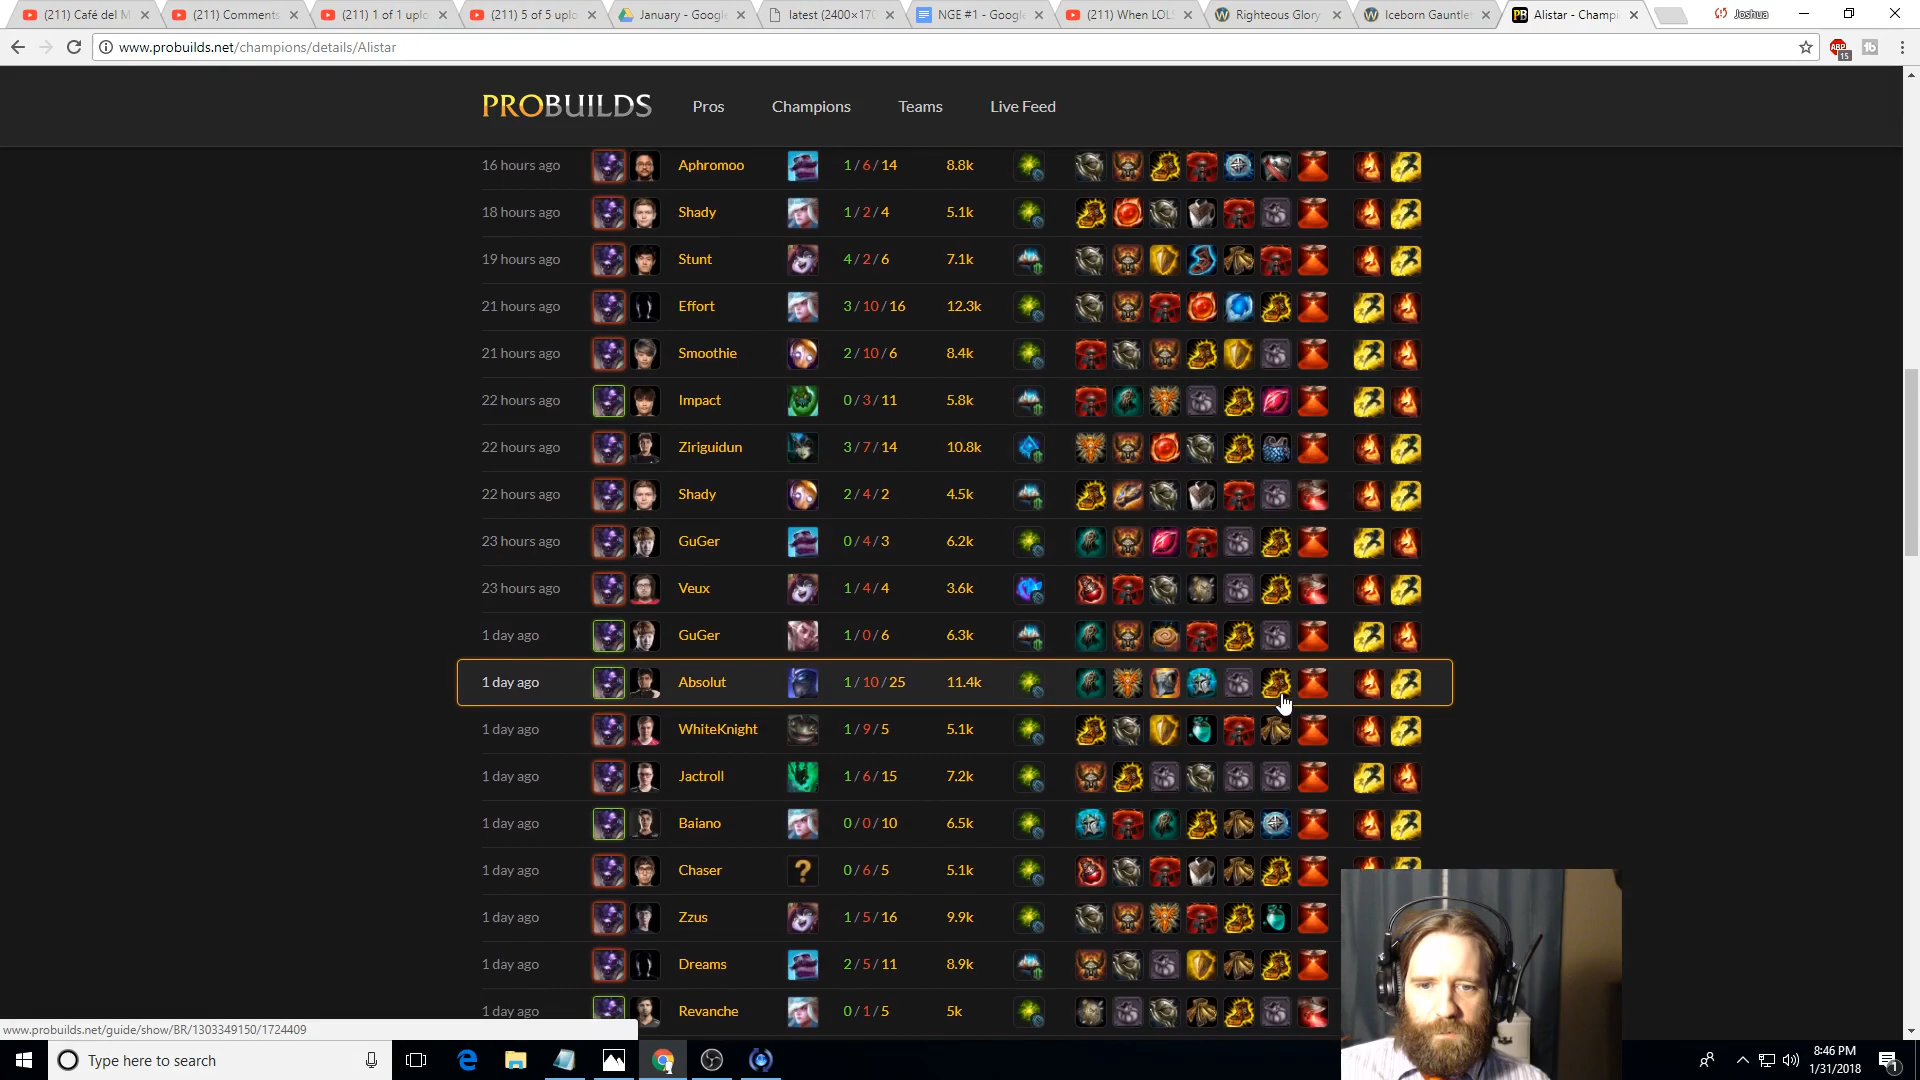 (211) Café del M
(211) Comments
(211) 1 of 1 uplo
(211) 5 of 5 uplo
January - Google
latest (2400×170
NGE #1 - Google
(211) When LOL
Righteous Glory
Iceborn Gauntle
Alistar - Champi
Joshua
www.probuilds.net/champions/details/Alistar
ABP
15
tb
PROBUILDS
Pros
Champions
Teams
Live Feed
16 hours ago Aphromoo 1 / 6 / 14 8.8k
18 hours ago Shady 1 / 2 / 4 5.1k
19 hours ago Stunt 4 / 2 / 6 7.1k
21 hours ago Effort 3 / 10 / 16 12.3k
21 hours ago Smoothie 2 / 10 / 6 8.4k
22 hours ago Impact 0 / 3 / 11 5.8k
22 hours ago Ziriguidun 3 / 7 / 14 10.8k
22 hours ago Shady 2 / 4 / 2 4.5k
23 hours ago GuGer 0 / 4 / 3 6.2k
23 hours ago Veux 1 / 4 / 4 3.6k
1 day ago GuGer 1 / 0 / 6 6.3k
1 day ago Absolut 1 / 10 / 25 11.4k
1 day ago WhiteKnight 1 / 9 / 5 5.1k
1 day ago Jactroll 1 / 6 / 15 7.2k
1 day ago Baiano 0 / 0 / 10 6.5k
1 day ago Chaser ? 0 / 6 / 5 5.1k
1 day ago Zzus 1 / 5 / 16 9.9k
1 day ago Dreams 2 / 5 / 11 8.9k
1 day ago Revanche 0 / 1 / 5 5k
www.probuilds.net/guide/show/BR/1303349150/1724409
Type here to search
8:46 PM
1/31/2018
1